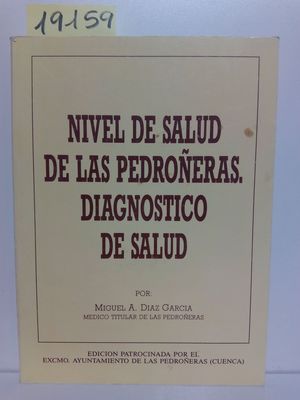 19159
NIVEL DE SALUD
DE LAS PEDROÑERAS.
DIAGNOSTICO
DE SALUD
POR:
MIGUEL A. DIAZ GARCIA
MEDICO TITULAR DE LAS PEDROÑERAS
EDICION PATROCINADA POR EL
EXCMO. AYUNTAMIENTO DE LAS PEDROÑERAS (CUENCA)